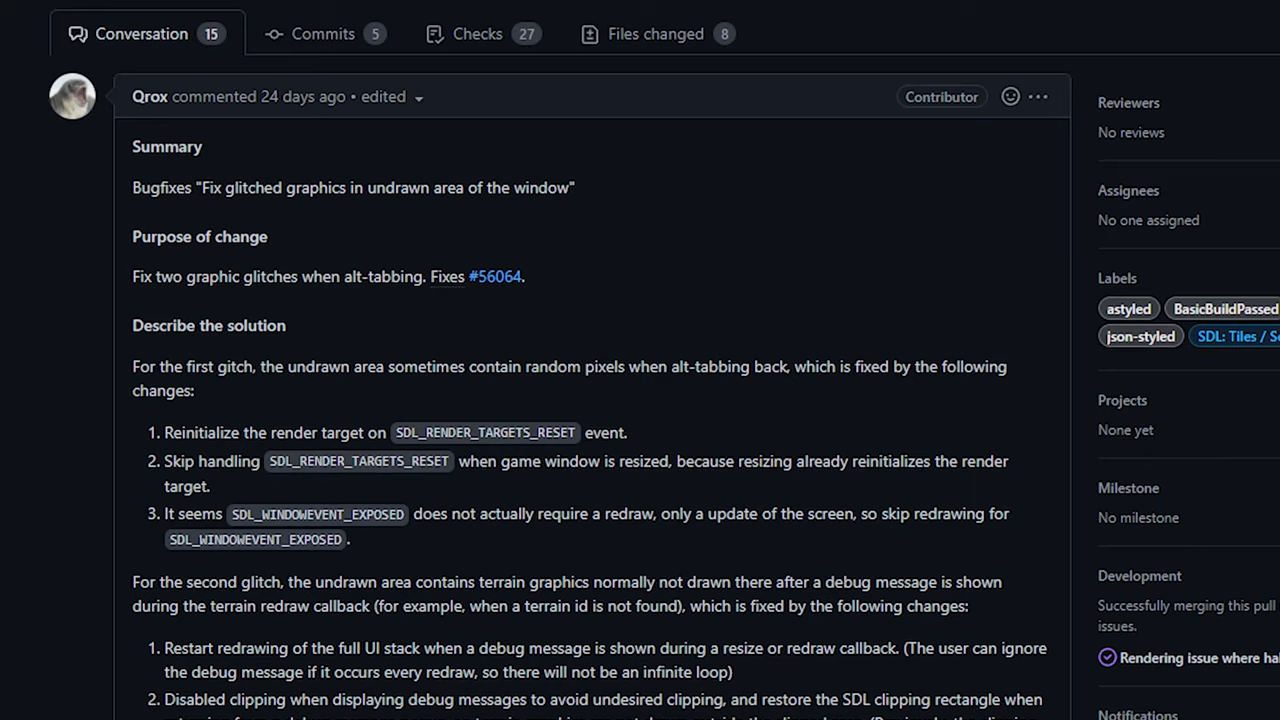 Conversation 15 Commits 5 Checks 27 Files changed 8
Qrox commented 24 days ago • edited
Contributor
Reviewers
No reviews
Summary
Bugfixes "Fix glitched graphics in undrawn area of the window"
Assignees
No one assigned
Purpose of change
Fix two graphic glitches when alt-tabbing. Fixes #56064.
Labels
astyled BasicBuildPassed
json-styled SDL: Tiles / So
Describe the solution
For the first gitch, the undrawn area sometimes contain random pixels when alt-tabbing back, which is fixed by the following
changes:
Projects
None yet
1. Reinitialize the render target on SDL_RENDER_TARGETS_RESET event.
2. Skip handling SDL_RENDER_TARGETS_RESET when game window is resized, because resizing already reinitializes the render
target.
3. It seems SDL_WINDOWEVENT_EXPOSED does not actually require a redraw, only a update of the screen, so skip redrawing for
SDL_WINDOWEVENT_EXPOSED.
Milestone
No milestone
For the second glitch, the undrawn area contains terrain graphics normally not drawn there after a debug message is shown
during the terrain redraw callback (for example, when a terrain id is not found), which is fixed by the following changes:
Development
Successfully merging this pull
issues.
Rendering issue where hal
1. Restart redrawing of the full UI stack when a debug message is shown during a resize or redraw callback. (The user can ignore
the debug message if it occurs every redraw, so there will not be an infinite loop)
2. Disabled clipping when displaying debug messages to avoid undesired clipping, and restore the SDL clipping rectangle when
Notifications